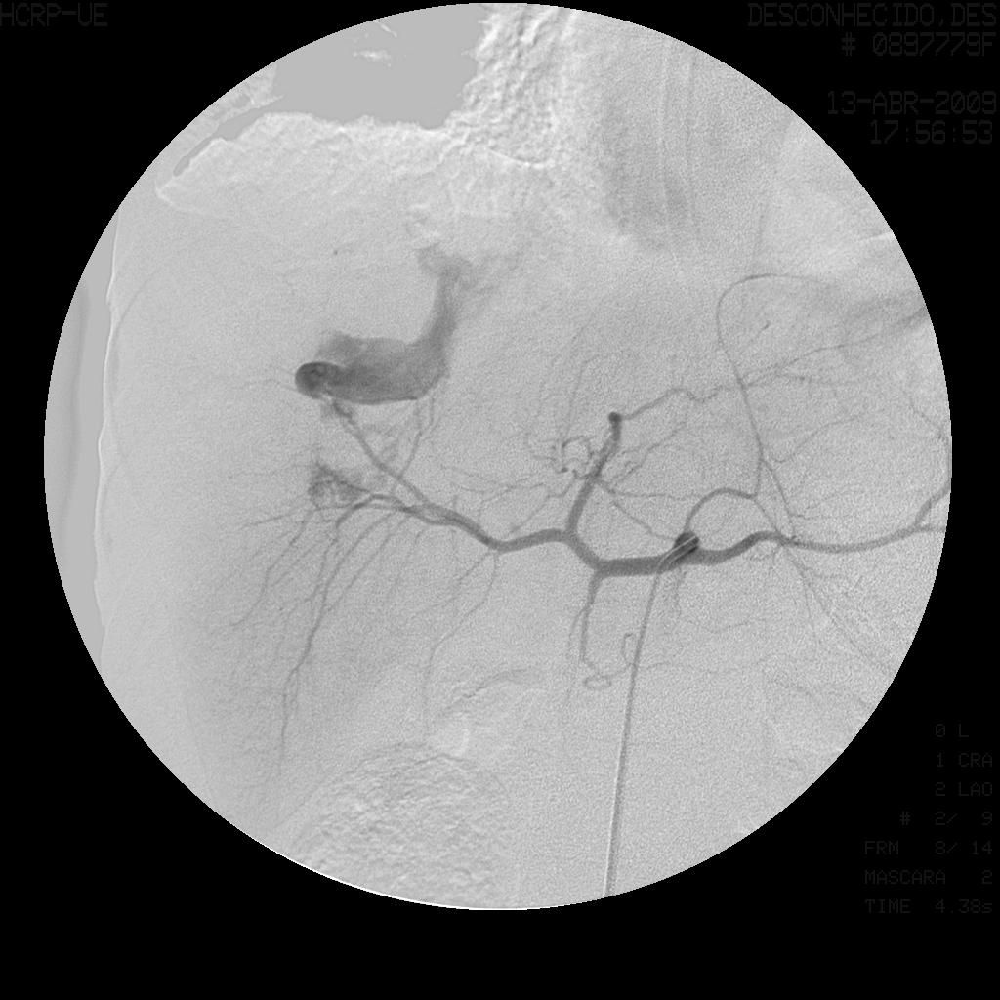 HCRP-UE
DESCONHECIDO,DES
# 0897779F
13-ABR-2009
17:56:53
0 L
1 CRA
2 LAO
# 2/ 9
FRM 8/ 14
MASCARA 2
TIME 4.38s